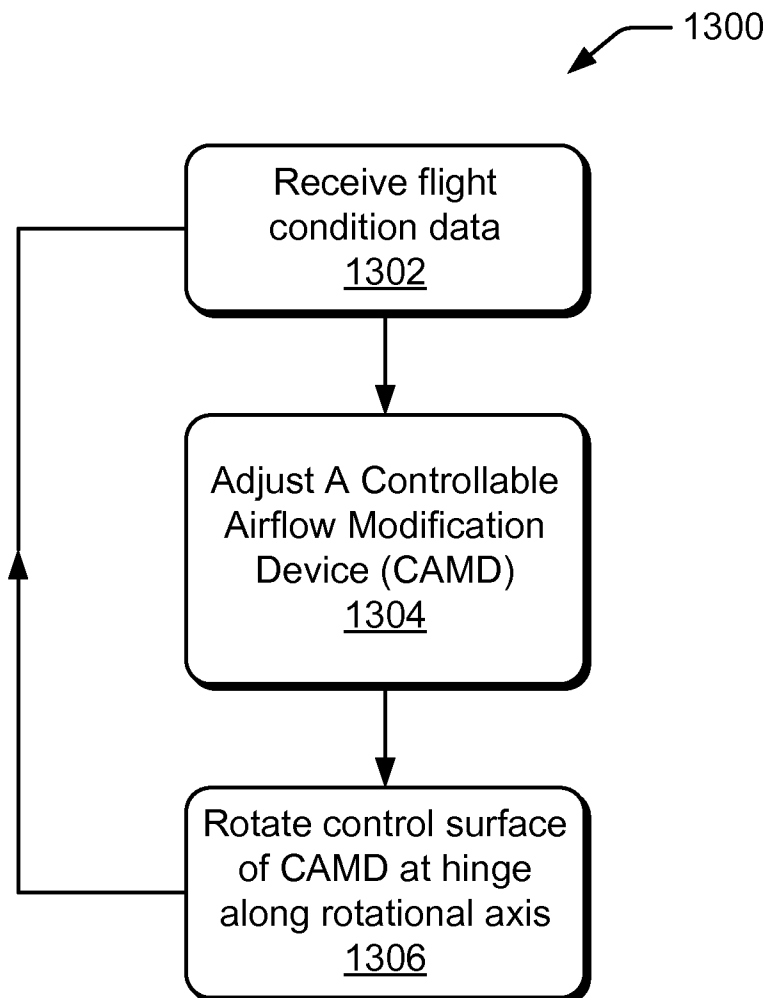 1300
Receive flight
condition data
1302
Adjust A Controllable
Airflow Modification
Device (CAMD)
1304
Rotate control surface
of CAMD at hinge
along rotational axis
1306